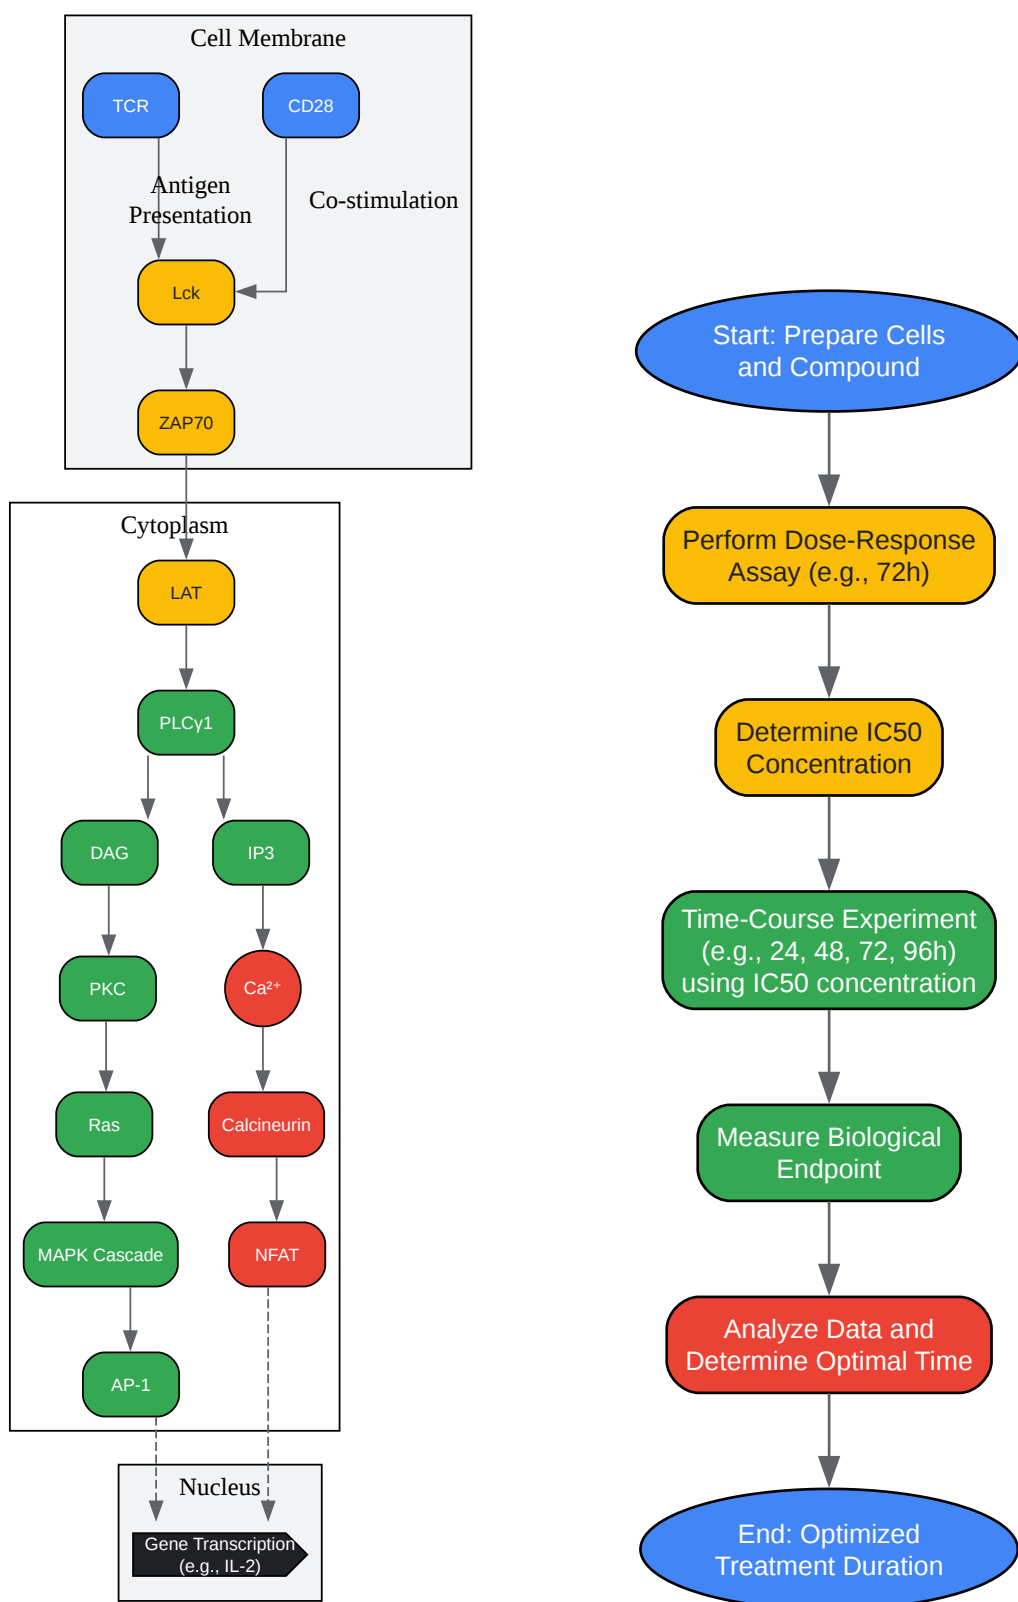 Cell Membrane
TCR
CD28
Antigen
Presentation
Co-stimulation
Lck
ZAP70
Cytoplasm
LAT
PLCγ1
DAG
IP3
PKC
Ca²⁺
Ras
Calcineurin
MAPK Cascade
NFAT
AP-1
Nucleus
Gene Transcription
(e.g., IL-2)
Start: Prepare Cells
and Compound
Perform Dose-Response
Assay (e.g., 72h)
Determine IC50
Concentration
Time-Course Experiment
(e.g., 24, 48, 72, 96h)
using IC50 concentration
Measure Biological
Endpoint
Analyze Data and
Determine Optimal Time
End: Optimized
Treatment Duration